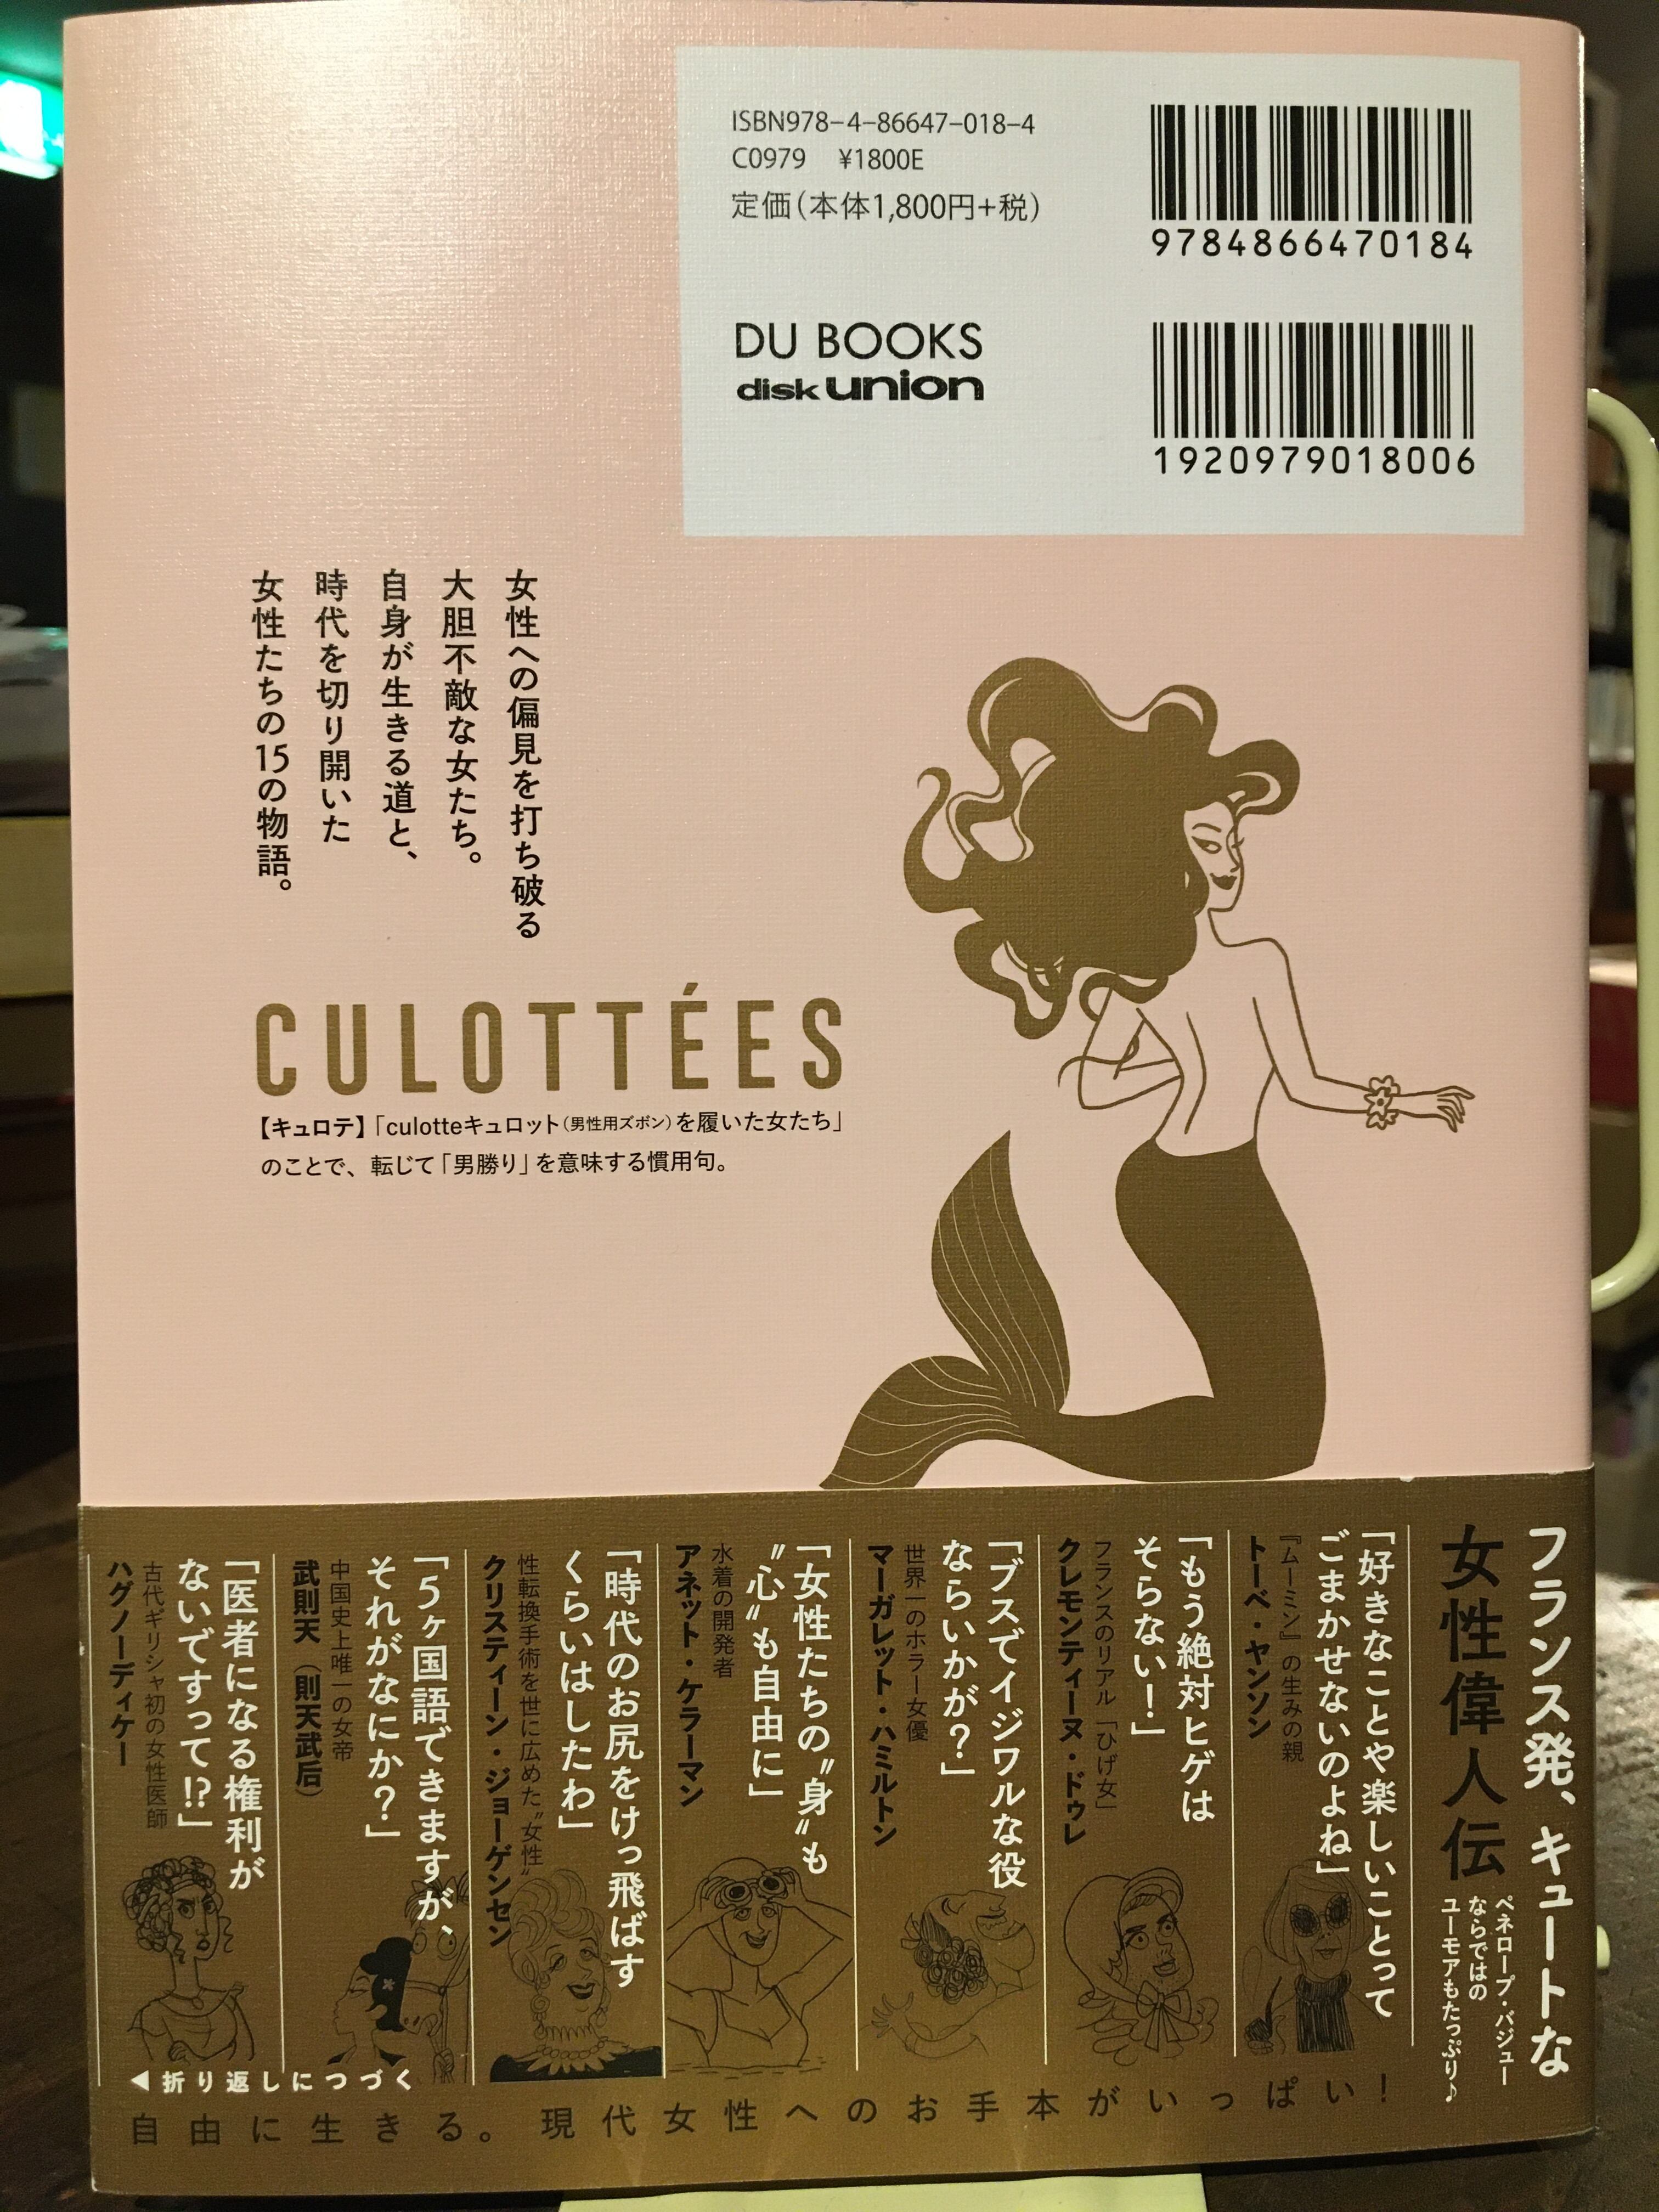 ISBN978-4-86647-018-4
C0979 ¥1800E
定価(本体1,800円+税)
9784866470184
DU BOOKS
disk union
1920979018006
女性への偏見を打ち破る
大胆不敵な女たち。
自身が生きる道と、
時代を切り開いた
女性たちの15の物語。
CULOTTÉES
【キュロテ】「culotteキュロット(男性用ズボン)を履いた女たち」
のことで、転じて「男勝り」を意味する慣用句。
フランス発、キュートな
女性偉人伝
ペネロープ・バジュー
ならではの
ユーモアもたっぷり♪
「好きなことや楽しいことって
ごまかせないのよね」
『ムーミン』の生みの親
トーベ・ヤンソン
「もう絶対ヒゲは
そらない!」
フランスのリアル「ひげ女」
クレモンティーヌ・ドゥレ
「ブスでイジワルな役
ならいかが?」
世界一のホラー女優
マーガレット・ハミルトン
「女性たちの〝身〟も
〝心〟も自由に」
水着の開発者
アネット・ケラーマン
「時代のお尻をけっ飛ばす
くらいはしたわ」
性転換手術を世に広めた〝女性〟
クリスティーン・ジョーゲンセン
「5ヶ国語できますが、
それがなにか?」
中国史上唯一の女帝
武則天(則天武后)
「医者になる権利が
ないですって!?」
古代ギリシャ初の女性医師
ハグノーディケー
◀折り返しにつづく
自由に生きる。現代女性へのお手本がいっぱい!